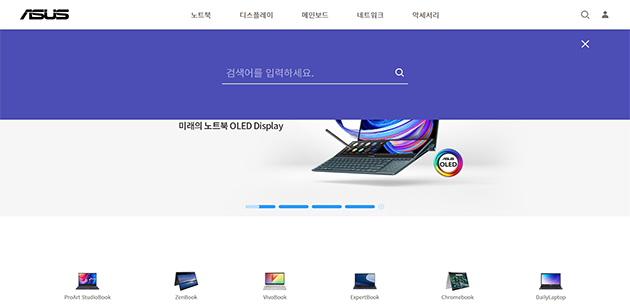 ASUS
노트북 디스플레이 메인보드 네트워크 악세서리
검색어를 입력하세요.
미래의 노트북 OLED Display
ASUS
OLED
ProArt StudioBook ZenBook VivoBook ExpertBook Chromebook DailyLaptop